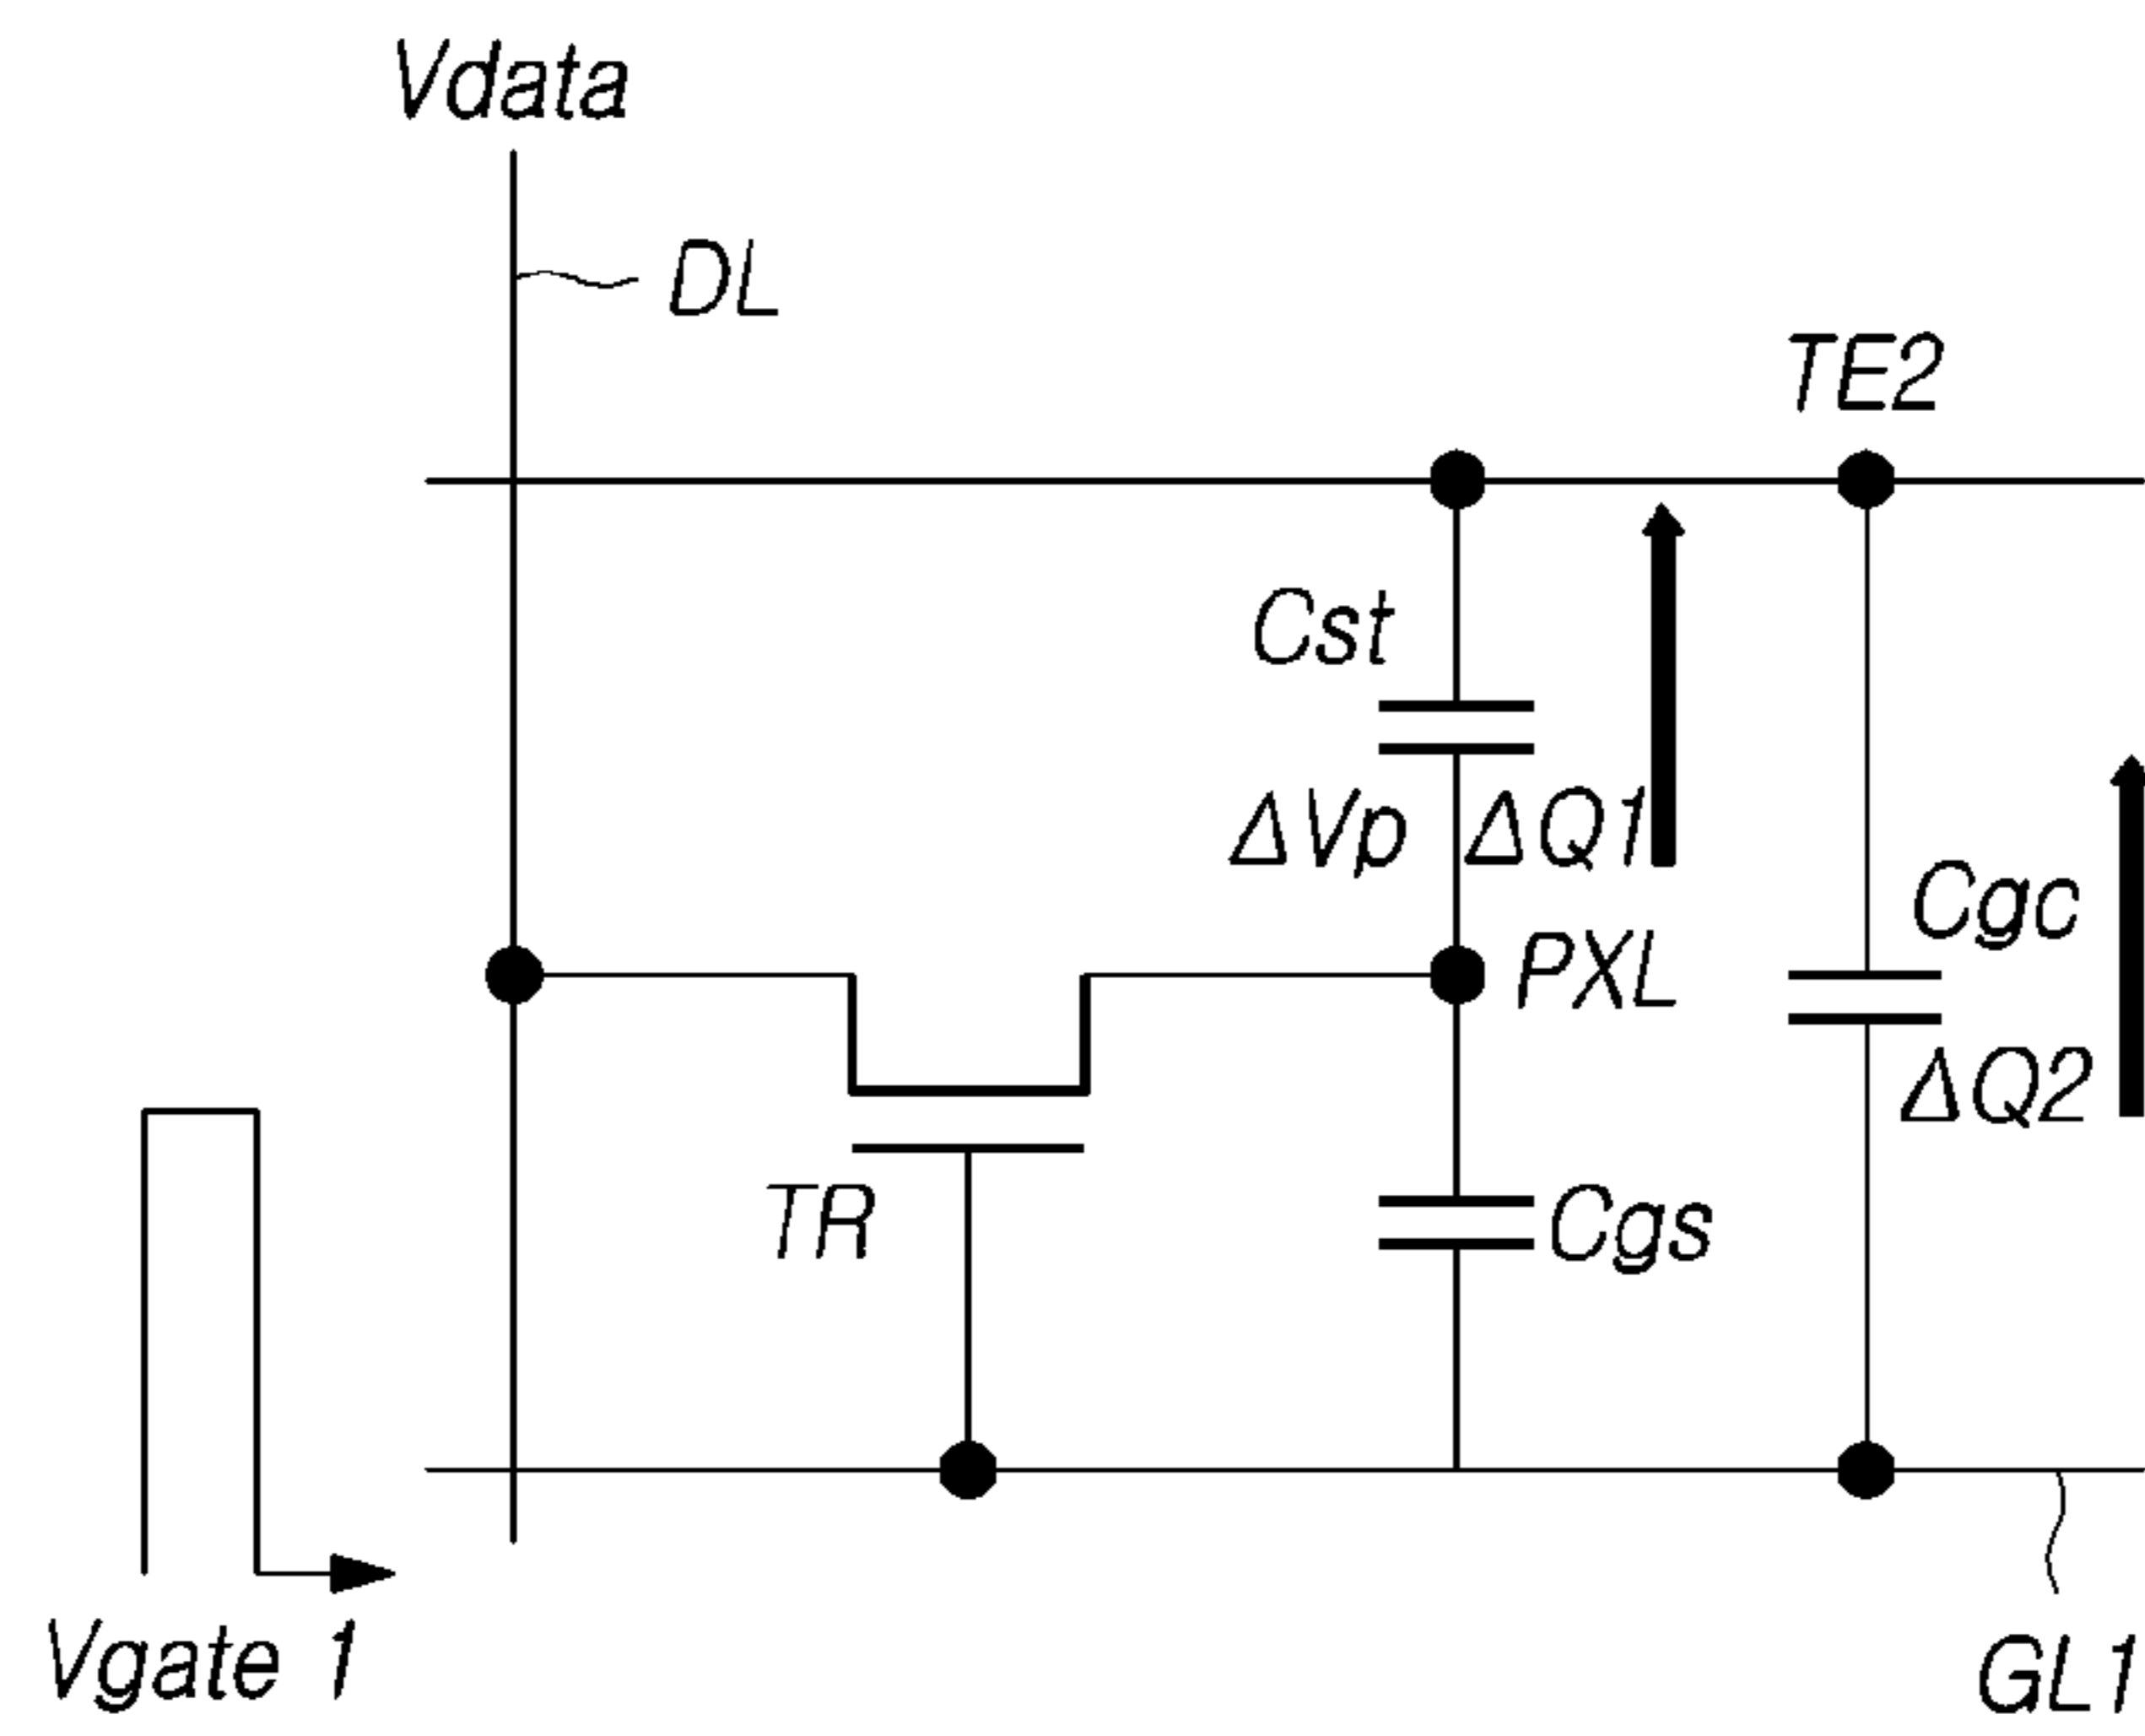 Vdata
DL
TE2
Cst
ΔVp
ΔQ1
Cgc
PXL
ΔQ2
TR
Cgs
Vgate 1
GL1